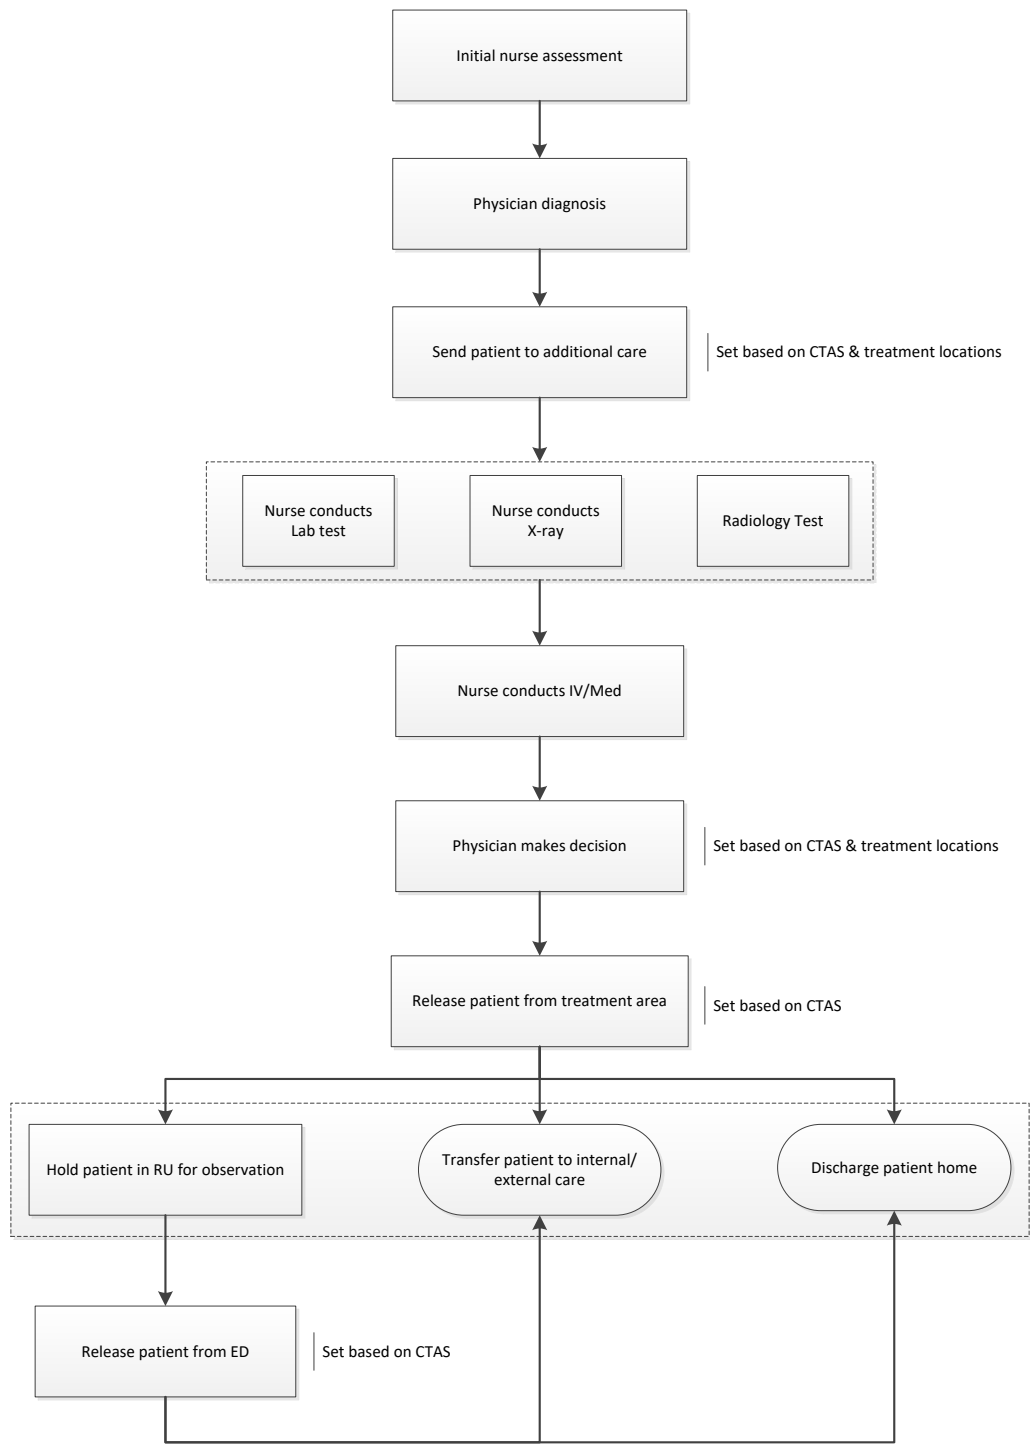 Initial nurse assessment
Physician diagnosis
Send patient to additional care
Set based on CTAS & treatment locations
Nurse conducts
Lab test
Nurse conducts
X-ray
Radiology Test
Nurse conducts IV/Med
Physician makes decision
Set based on CTAS & treatment locations
Release patient from treatment area
Set based on CTAS
Hold patient in RU for observation
Transfer patient to internal/
external care
Discharge patient home
Release patient from ED
Set based on CTAS